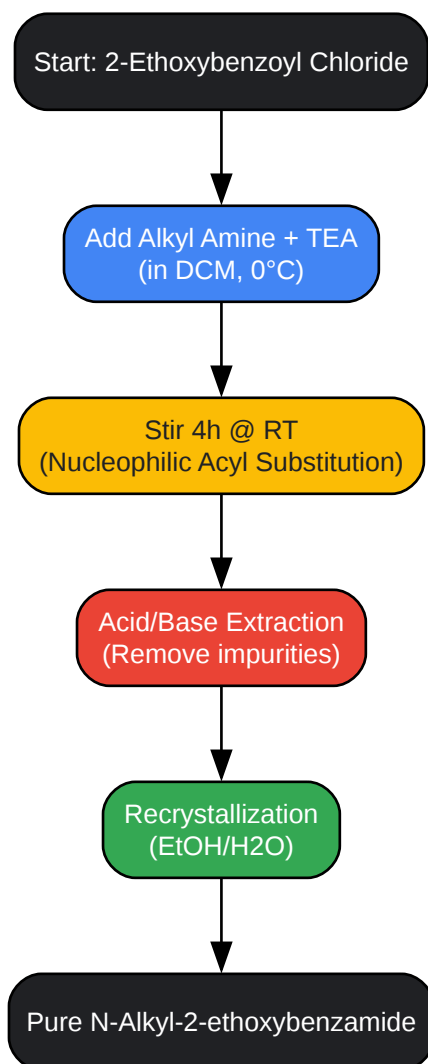 Start: 2-Ethoxybenzoyl Chloride
Add Alkyl Amine + TEA
(in DCM, 0°C)
Stir 4h @ RT
(Nucleophilic Acyl Substitution)
Acid/Base Extraction
(Remove impurities)
Recrystallization
(EtOH/H2O)
Pure N-Alkyl-2-ethoxybenzamide